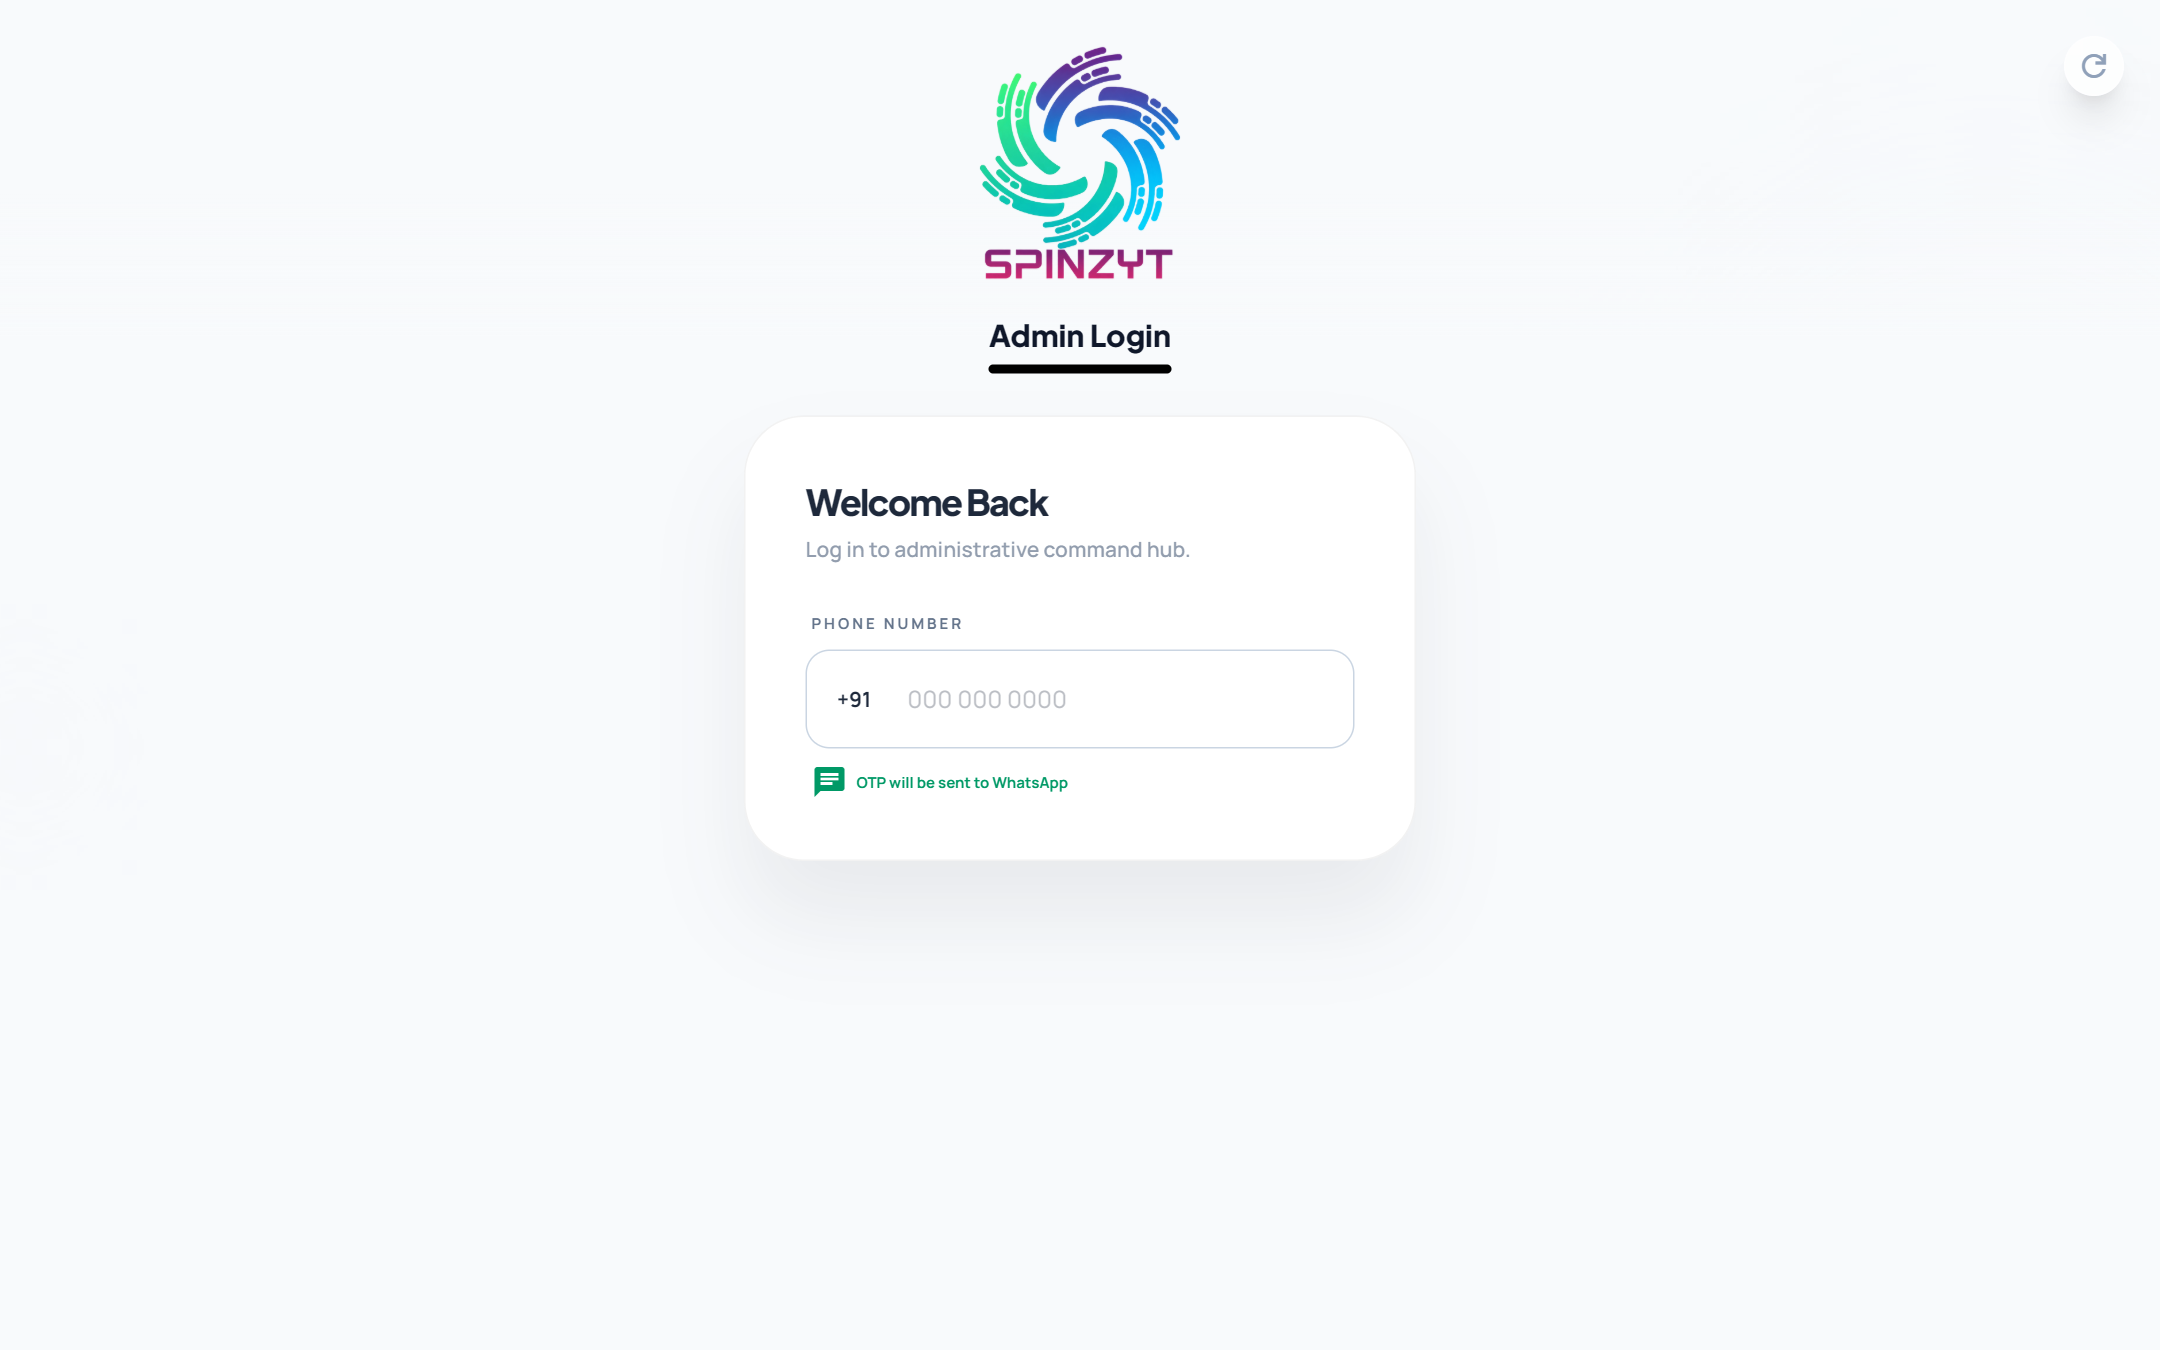 SPINZYT
Admin Login
Welcome Back
Log in to administrative command hub.
PHONE NUMBER
+91 000 000 0000
OTP will be sent to WhatsApp